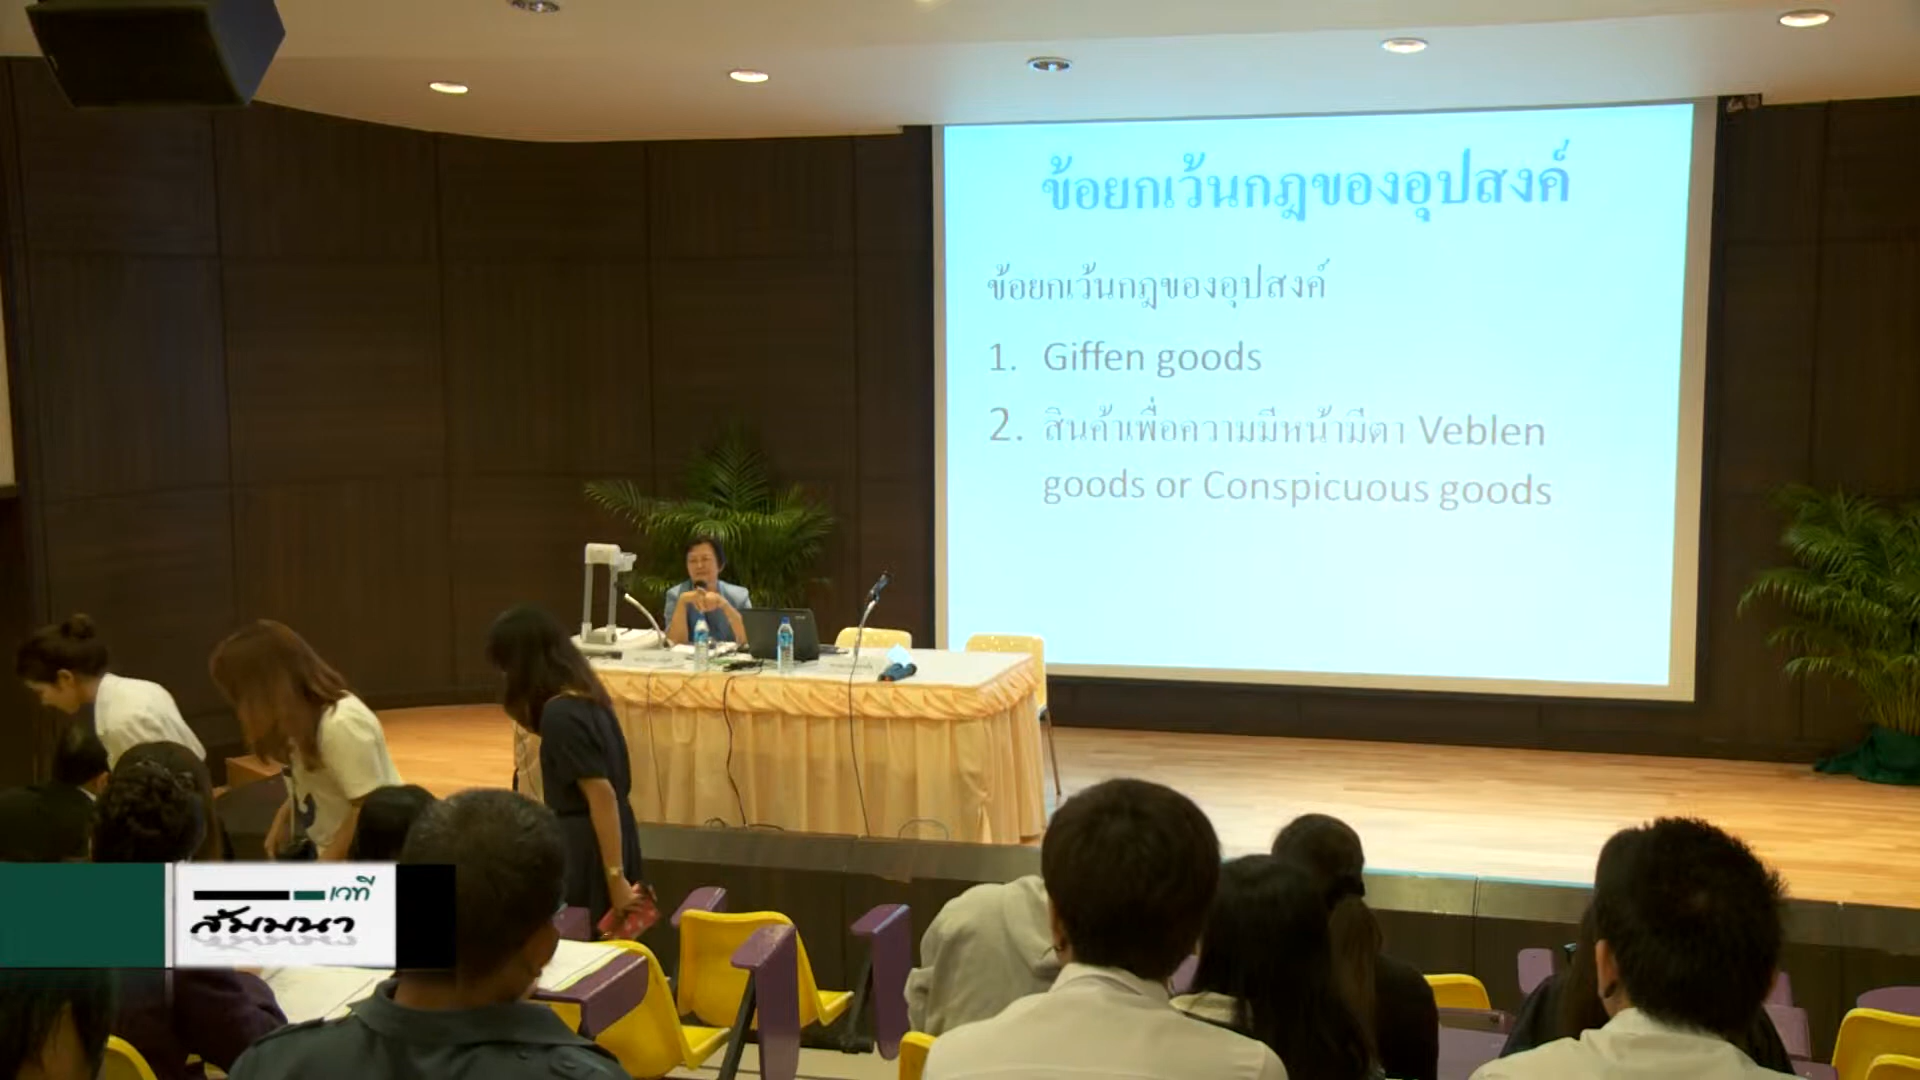 ข้อยกเว้นกฎของอุปสงค์
ข้อยกเว้นกฎของอุปสงค์
1. Giffen goods
2. สินค้าเพื่อความมีหน้ามีตา Veblen
goods or Conspicuous goods
เวที
สัมมนา